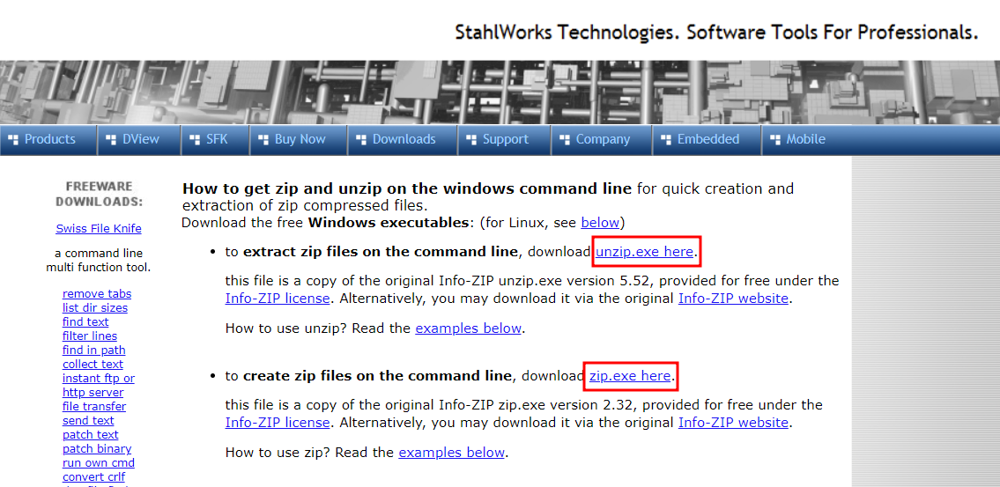 StahlWorks Technologies. Software Tools For Professionals.
Products DView SFK Buy Now Downloads Support Company Embedded Mobile
FREEWARE
DOWNLOADS:
Swiss File Knife
a command line
multi function tool.
remove tabs
list dir sizes
find text
filter lines
find in path
collect text
instant ftp or
http server
file transfer
send text
patch text
patch binary
run own cmd
convert crlf
How to get zip and unzip on the windows command line for quick creation and
extraction of zip compressed files.
Download the free Windows executables: (for Linux, see below)
• to extract zip files on the command line, download unzip.exe here.
this file is a copy of the original Info-ZIP unzip.exe version 5.52, provided for free under the
Info-ZIP license. Alternatively, you may download it via the original Info-ZIP website.
How to use unzip? Read the examples below.
• to create zip files on the command line, download zip.exe here.
this file is a copy of the original Info-ZIP zip.exe version 2.32, provided for free under the
Info-ZIP license. Alternatively, you may download it via the original Info-ZIP website.
How to use zip? Read the examples below.